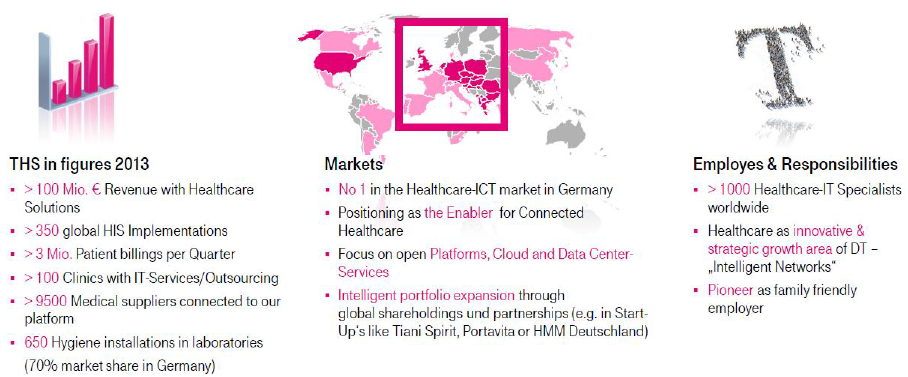 THS in figures 2013
> 100 Mio. € Revenue with Healthcare
Solutions
> 350 global HIS Implementations
> 3 Mio. Patient billings per Quarter
> 100 Clinics with IT-Services/Outsourcing
> 9500 Medical suppliers connected to our
platform
650 Hygiene installations in laboratories
(70% market share in Germany)
Markets
No 1 in the Healthcare-ICT market in Germany
Positioning as the Enabler for Connected
Healthcare
Focus on open Platforms, Cloud and Data Center-
Services
Intelligent portfolio expansion through
global shareholdings und partnerships (e.g. in Start-
Up's like Tiani Spirit, Portavita or HMM Deutschland)
T
Employes & Responsibilities
> 1000 Healthcare-IT Specialists
worldwide
Healthcare as innovative &
strategic growth area of DT –
„Intelligent Networks“
Pioneer as family friendly
employer